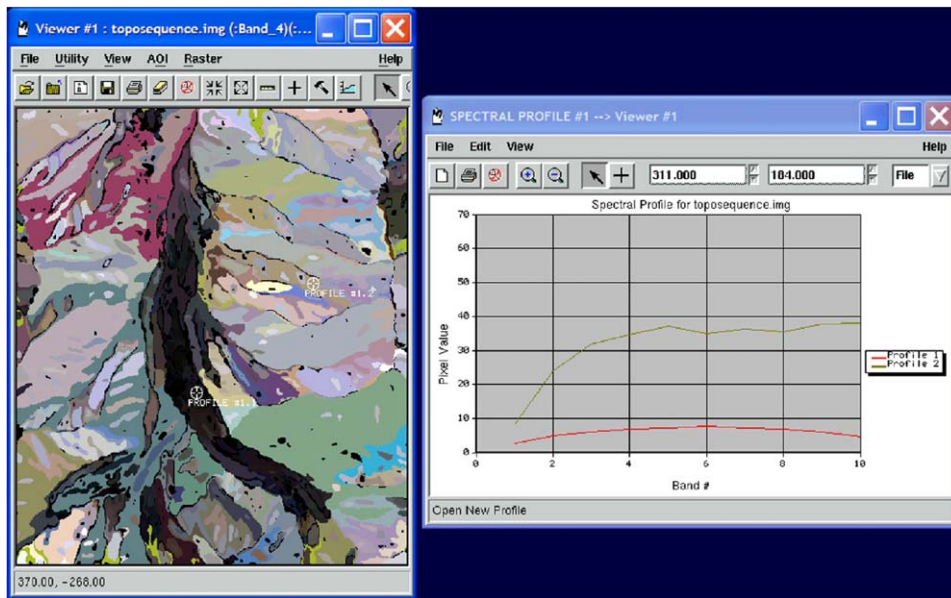 Viewer #1 : toposequence.img (:Band_4)(:...
File Utility View AOI Raster Help
PROFILE #1.2
PROFILE #1.1
370.00, -268.00
SPECTRAL PROFILE #1 --> Viewer #1
File Edit View Help
311.000 184.000 File
Spectral Profile for toposequence.img
70
60
50
40
30
20
10
0
Pixel Value
0 2 4 6 8 10
Band #
Profile 1
Profile 2
Open New Profile